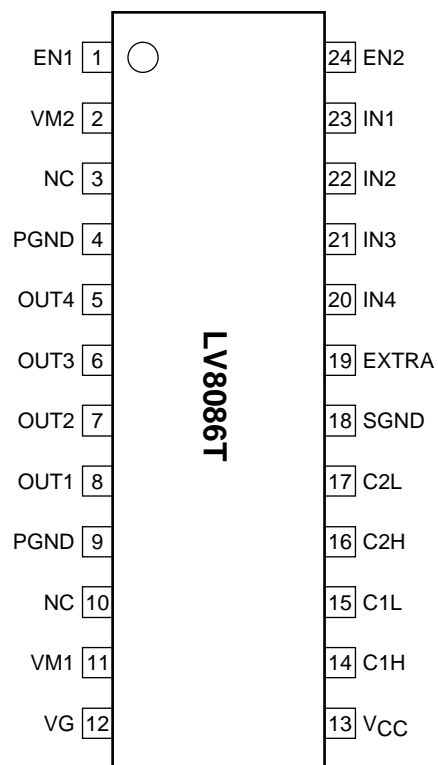 EN1 1 24 EN2
VM2 2 23 IN1
NC 3 22 IN2
PGND 4 21 IN3
OUT4 5 20 IN4
OUT3 6 19 EXTRA
OUT2 7 18 SGND
OUT1 8 17 C2L
PGND 9 16 C2H
NC 10 15 C1L
VM1 11 14 C1H
VG 12 13 VCC
LV8086T